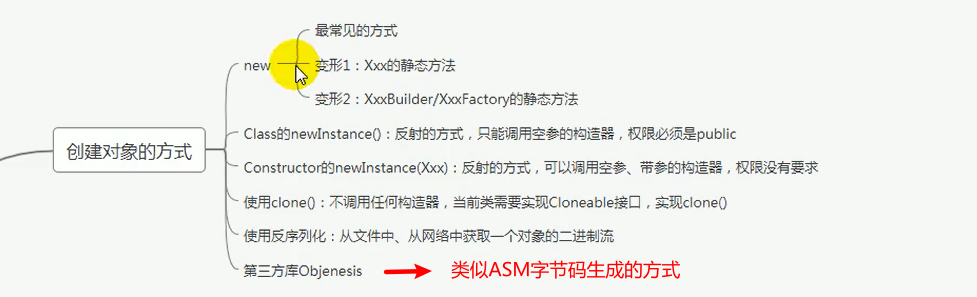 最常见的方式
new
变形1：Xxx的静态方法
变形2：XxxBuilder/XxxFactory的静态方法
Class的newInstance()：反射的方式，只能调用空参的构造器，权限必须是public
创建对象的方式
Constructor的newInstance(Xxx)：反射的方式，可以调用空参、带参的构造器，权限没有要求
使用clone()：不调用任何构造器，当前类需要实现Cloneable接口，实现clone()
使用反序列化：从文件中、从网络中获取一个对象的二进制流
第三方库Objenesis
类似ASM字节码生成的方式